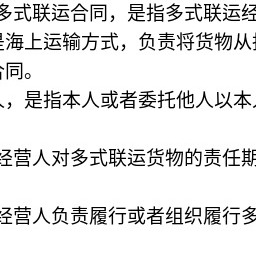 多式联运合同，是指多式联运经
是海上运输方式，负责将货物从接
合同。
人，是指本人或者委托他人以本人
经营人对多式联运货物的责任期
经营人负责履行或者组织履行多